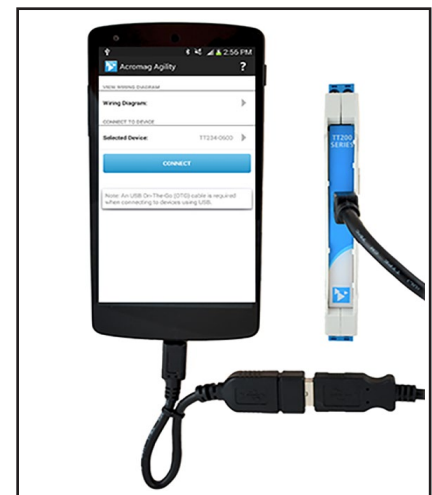 2:56 PM
Acromag Agility ?
VIEW WIRING DIAGRAM
Wiring Diagram:
CONNECT TO DEVICE
Selected Device: TT234-0600
CONNECT
Note: An USB On-The-Go (OTG) cable is required
when connecting to devices using USB.
TT200
SERIES